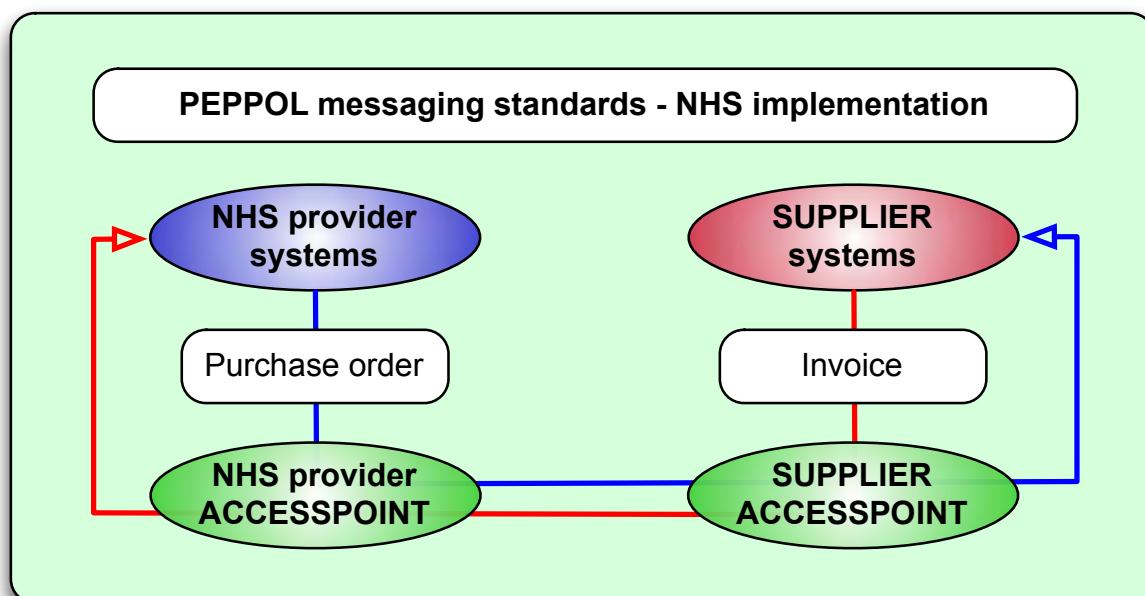 PEPPOL messaging standards - NHS implementation
NHS provider
systems
SUPPLIER
systems
Purchase order
Invoice
NHS provider
ACCESSPOINT
SUPPLIER
ACCESSPOINT